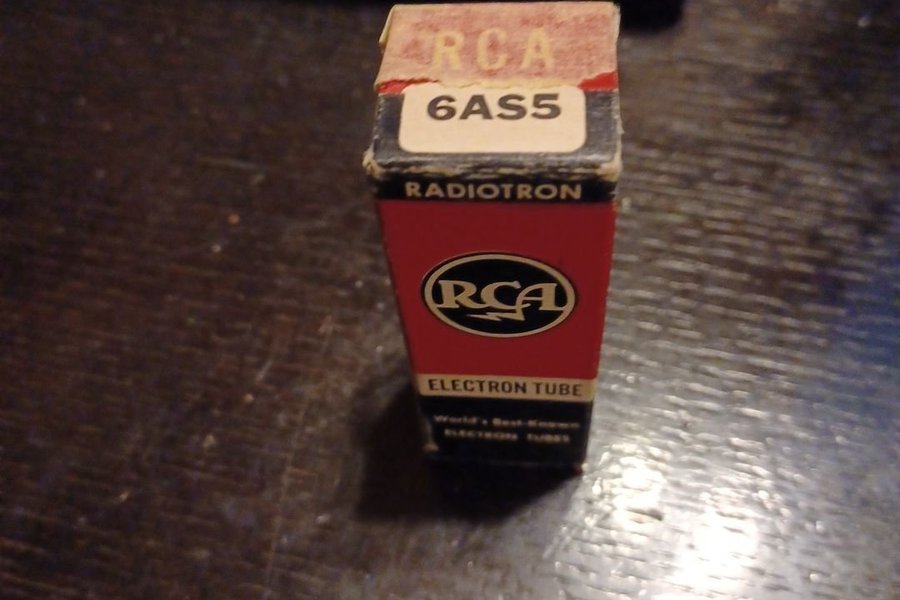 RCA
6AS5
RADIOTRON
RCA
ELECTRON TUBE
World's Best-Known
ELECTRON TUBES